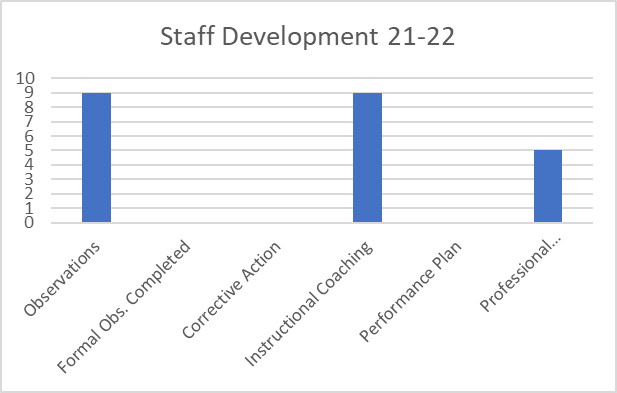 Staff Development 21-22
10
9
8
7
6
5
4
3
2
1
0
Observations
Formal Obs. Completed
Corrective Action
Instructional Coaching
Performance Plan
Professional...